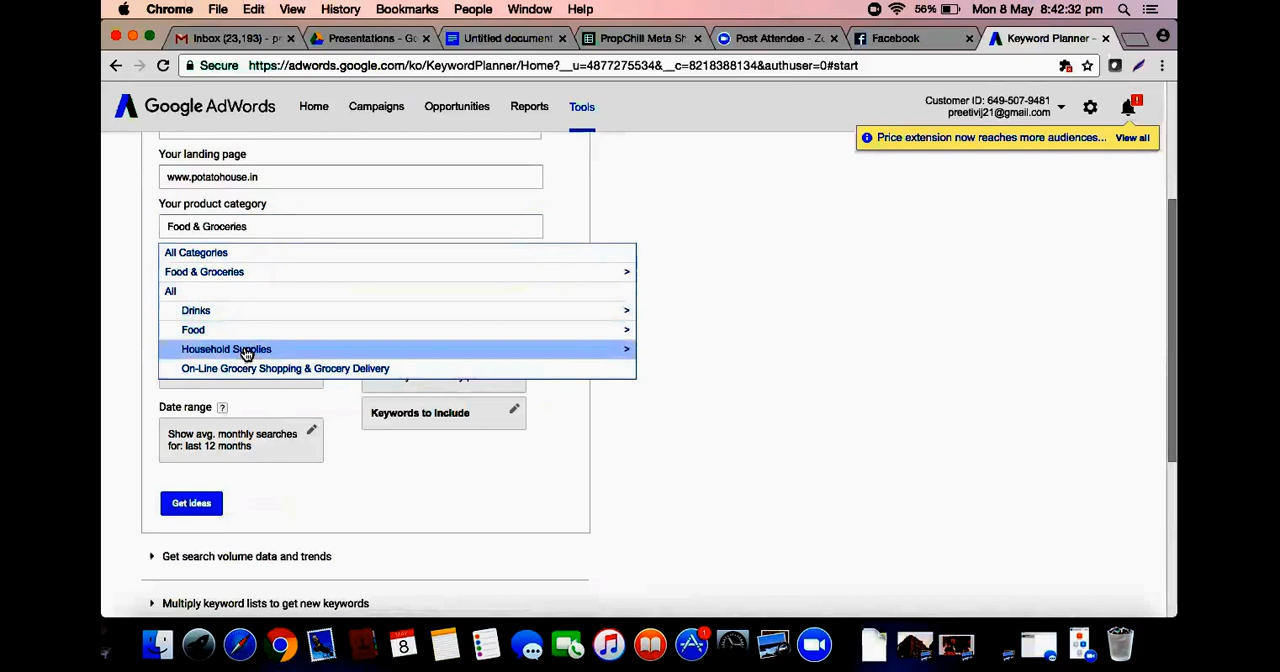 Chrome File Edit View History Bookmarks People Window Help 56% Mon 8 May 8:42:32 pm
Inbox (23,193) - pr Presentations - Go Untitled document PropChill Meta Sh Post Attendee - Zo Facebook Keyword Planner -
Secure https://adwords.google.com/ko/KeywordPlanner/Home?__u=4877275534&__c=8218388134&authuser=0#start
Google AdWords Home Campaigns Opportunities Reports Tools
Customer ID: 649-507-9481
preetivij21@gmail.com
Price extension now reaches more audiences... View all
Your landing page
www.potatohouse.in
Your product category
Food & Groceries
All Categories
Food & Groceries >
All
Drinks >
Food >
Household Supplies >
On-Line Grocery Shopping & Grocery Delivery
Date range ?
Keywords to include
Show avg. monthly searches
for: last 12 months
Get ideas
Get search volume data and trends
Multiply keyword lists to get new keywords